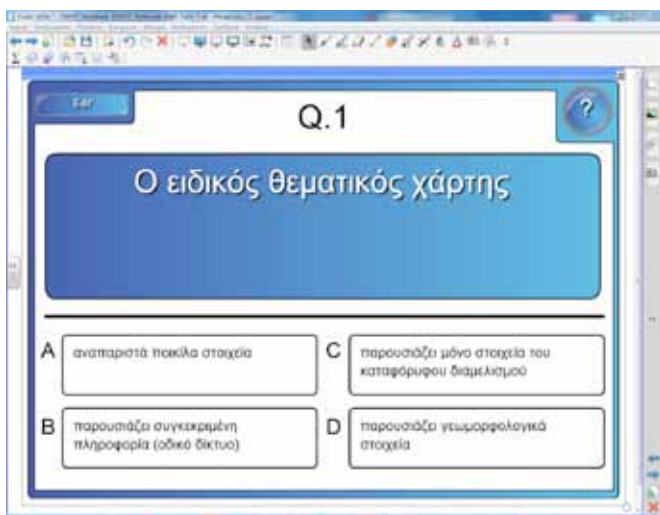 Q.1
?
Ο ειδικός θεματικός χάρτης
A
αναπαριστά ποικίλα στοιχεία
B
παρουσιάζει συγκεκριμένη
πληροφορία (οδικό δίκτυο)
C
παρουσιάζει μόνο στοιχεία του
καταφόρυφου διαμελισμού
D
παρουσιάζει γεωμορφολογικά
στοιχεία